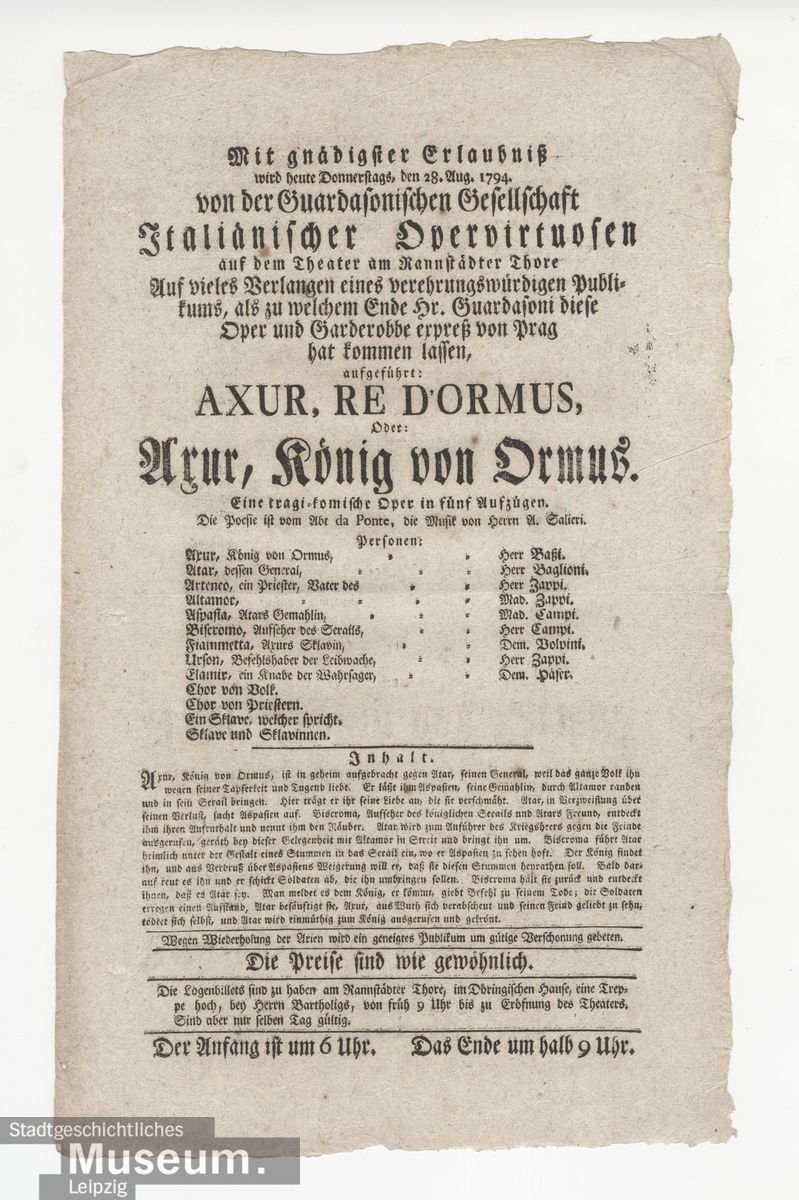 Mit gnädigster Erlaubniß
wird heute Donnerstags, den 28. Aug. 1794.
von der Guardasonischen Gesellschaft
Italiänischer Opervirtuosen
auf dem Theater am Rannstädter Thore
Auf vieles Verlangen eines verehrungswürdigen Publi-
kums, als zu welchem Ende Hr. Guardasoni diese
Oper und Garderobbe expreß von Prag
hat kommen lassen,
aufgeführt:
AXUR, RE D'ORMUS,
Oder:
Axur, König von Ormus.
Eine tragi-komische Oper in fünf Aufzügen.
Die Poesie ist vom Abt da Ponte, die Musik von Herrn A. Salieri.
Personen:
Axur, König von Ormus, Herr Baßi.
Atar, dessen General, Herr Baglioni.
Arteneo, ein Priester, Vater des Herr Zappi.
Altamor, Mad. Zappi.
Aspasia, Atars Gemahlin, Mad. Campi.
Biscromo, Aufseher des Serails, Herr Campi.
Fiammetta, Axurs Sklavin, Dem. Volpini.
Urson, Befehlshaber der Leibwache, Herr Zappi.
Elamir, ein Knabe der Wahrsager, Dem. Häser.
Chor von Volk.
Chor von Priestern.
Ein Sklave, welcher spricht.
Sklave und Sklavinnen.
Inhalt.
Axur, König von Ormus, ist in geheim aufgebracht gegen Atar, seinen General, weil das ganze Volk ihn
wegen seiner Tapferkeit und Tugend liebt. Er läßt ihm Aspasien, seine Gemahlin, durch Altamor rauben
und in sein Serail bringen. Hier trägt er ihr seine Liebe an, die sie verschmäht. Atar, in Verzweiflung über
seinen Verlust, sucht Aspasien auf. Biscroma, Aufseher des königlichen Serails und Atars Freund, entdeckt
ihm ihren Aufenthalt und nennt ihm den Räuber. Atar wird zum Anführer des Kriegsheers gegen die Feinde
ausgerufen, geräth bey dieser Gelegenheit mit Altamor in Streit und bringt ihn um. Biscroma führt Atar
heimlich unter der Gestalt eines Stummen in das Serail ein, wo er Aspasien zu sehen hoft. Der König findet
ihn, und aus Verdruß über Aspasiens Weigerung will er, daß sie diesen Stummen heyrathen soll. Bald dar-
auf reut es ihn und er schickt Soldaten ab, die ihn umbringen sollen. Biscroma hält sie zurück und entdeckt
ihnen, daß es Atar sey. Man meldet es dem König, er kömmt, giebt Befehl zu seinem Tode; die Soldaten
erregen einen Aufstand, Atar besänftigt sie, Axur, aus Wuth sich verabscheut und seinen Feind geliebt zu sehn,
tödtet sich selbst, und Atar wird einmüthig zum König ausgerufen und gekrönt.
Wegen Wiederholung der Arien wird ein geneigtes Publikum um gütige Verschonung gebeten.
Die Preise sind wie gewöhnlich.
Die Logenbillets sind zu haben am Rannstädter Thore, im Döringischen Hause, eine Trep-
pe hoch, bey Herrn Bartholigs, von früh 9 Uhr bis zu Eröfnung des Theaters.
Sind aber nur selben Tag gültig.
Der Anfang ist um 6 Uhr. Das Ende um halb 9 Uhr.
Stadtgeschichtliches
Museum.
Leipzig